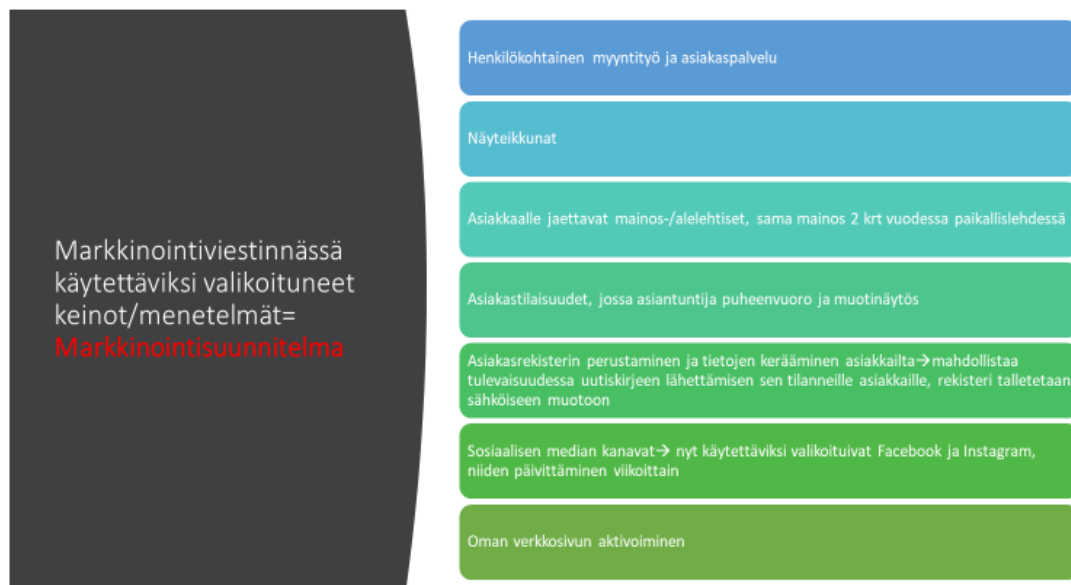 Markkinointiviestinnässä
käytettäviksi valikoituneet
keinot/menetelmät=
Markkinointisuunnitelma
Henkilökohtainen myyntityö ja asiakaspalvelu
Näyteikkunat
Asiakkaalle jaettavat mainos-/alelehtiset, sama mainos 2 krt vuodessa paikallislehdessä
Asiakastilaisuudet, jossa asiantuntija puheenvuoro ja muotinäytös
Asiakasrekisterin perustaminen ja tietojen kerääminen asiakkailta→mahdollistaa
tulevaisuudessa uutiskirjeen lähettämisen sen tilanneille asiakkaille, rekisteri talletetaan
sähköiseen muotoon
Sosiaalisen median kanavat→ nyt käytettäviksi valikoituivat Facebook ja Instagram,
niiden päivittäminen viikoittain
Oman verkkosivun aktivoiminen